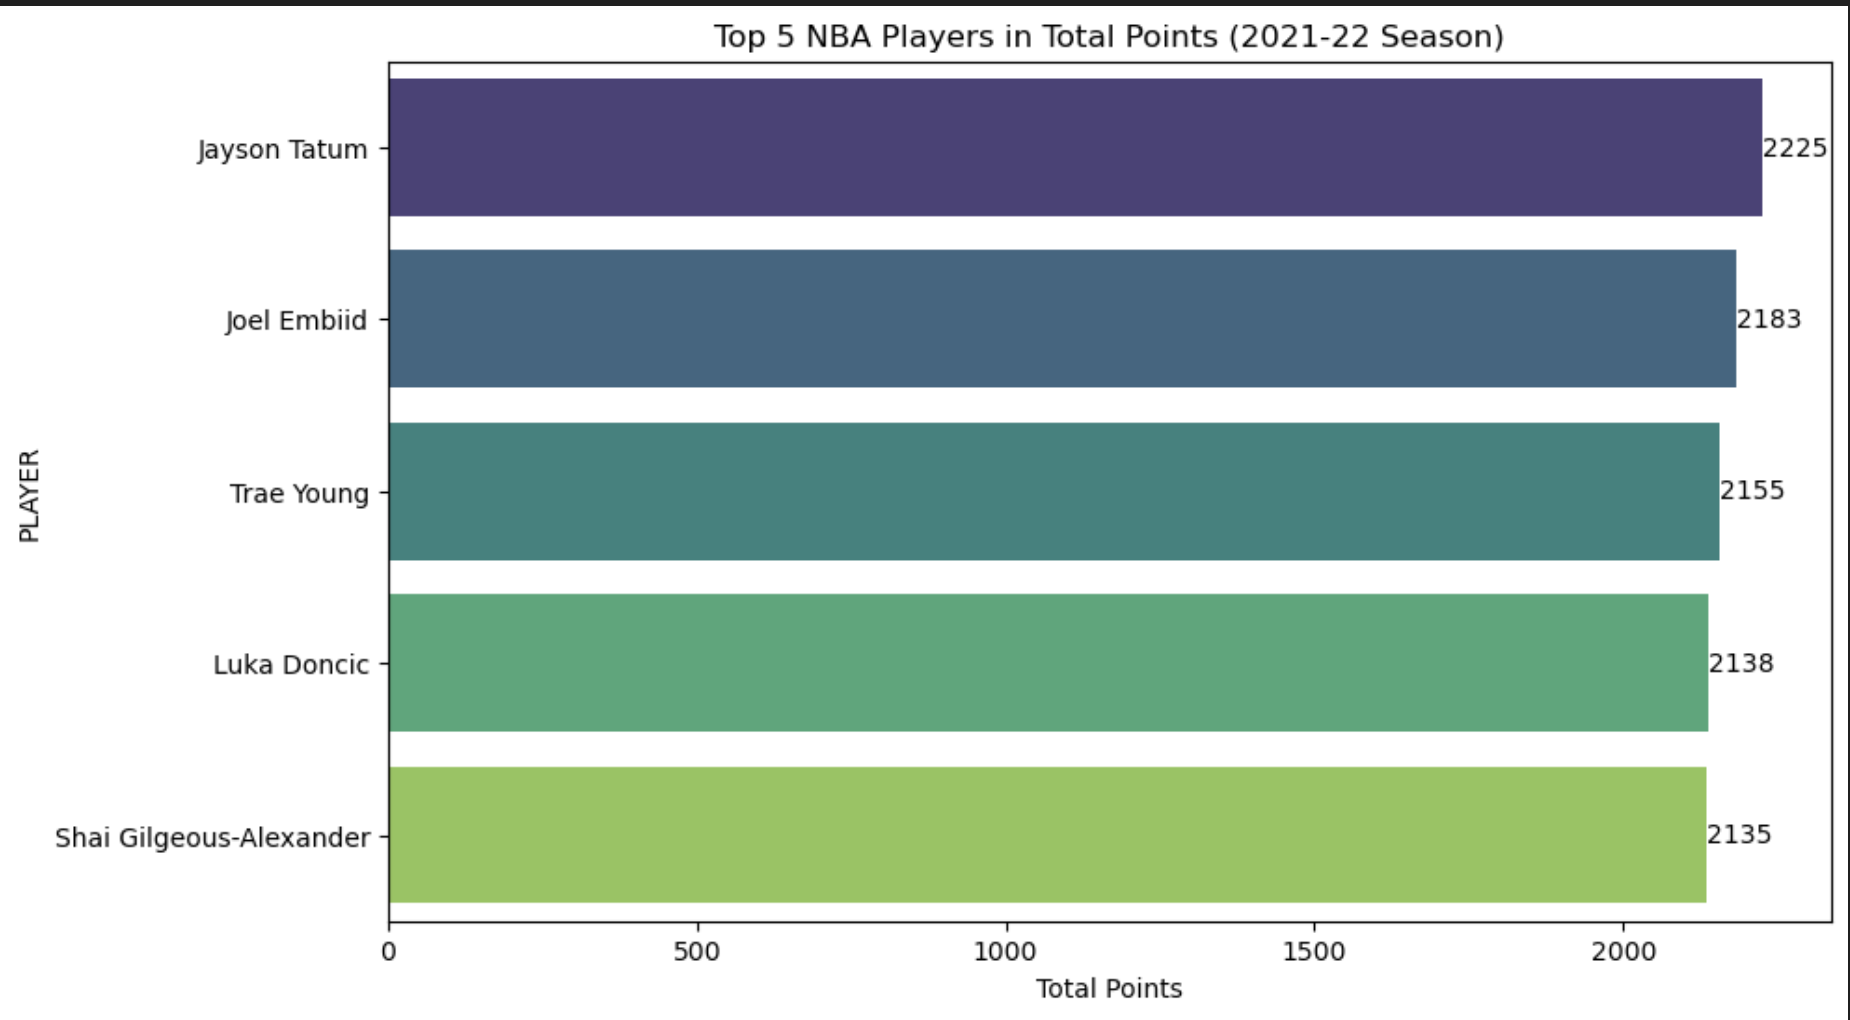 Top 5 NBA Players in Total Points (2021-22 Season)
PLAYER
Jayson Tatum 2225
Joel Embiid 2183
Trae Young 2155
Luka Doncic 2138
Shai Gilgeous-Alexander 2135
0 500 1000 1500 2000
Total Points